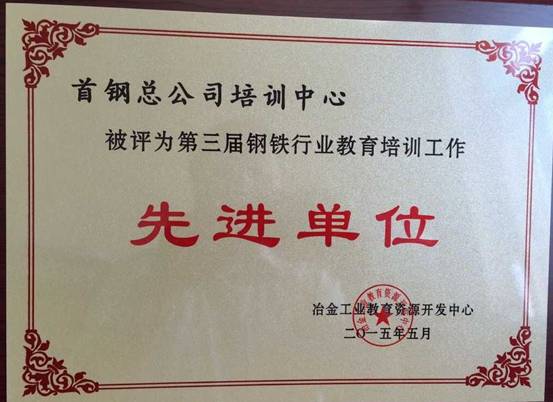 首钢总公司培训中心
被评为第三届钢铁行业教育培训工作
先进单位
冶金工业教育资源开发中心
二〇一五年五月